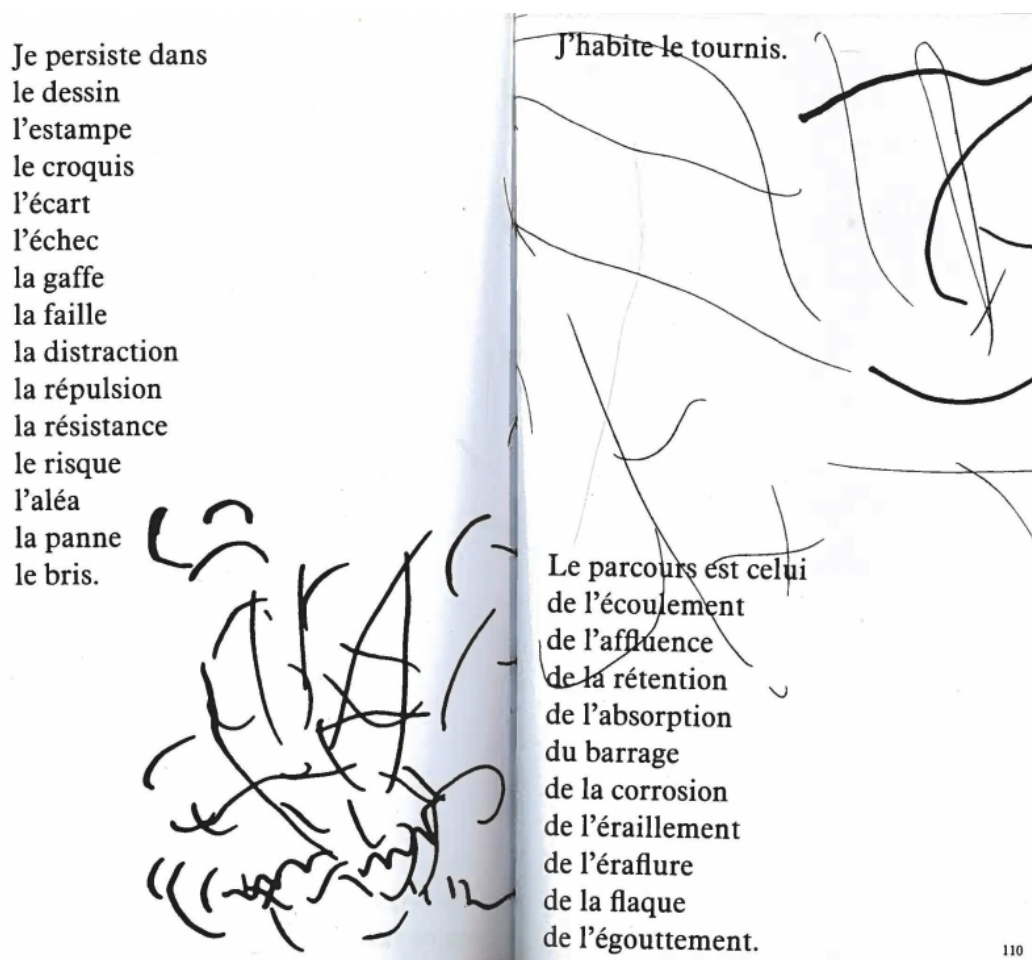 Je persiste dans
le dessin
l'estampe
le croquis
l'écart
l'échec
la gaffe
la faille
la distraction
la répulsion
la résistance
le risque
l'aléa
la panne
le bris.
J'habite le tournis.
Le parcours est celui
de l'écoulement
de l'affluence
de la rétention
de l'absorption
du barrage
de la corrosion
de l'éraillement
de l'éraflure
de la flaque
de l'égouttement.
110